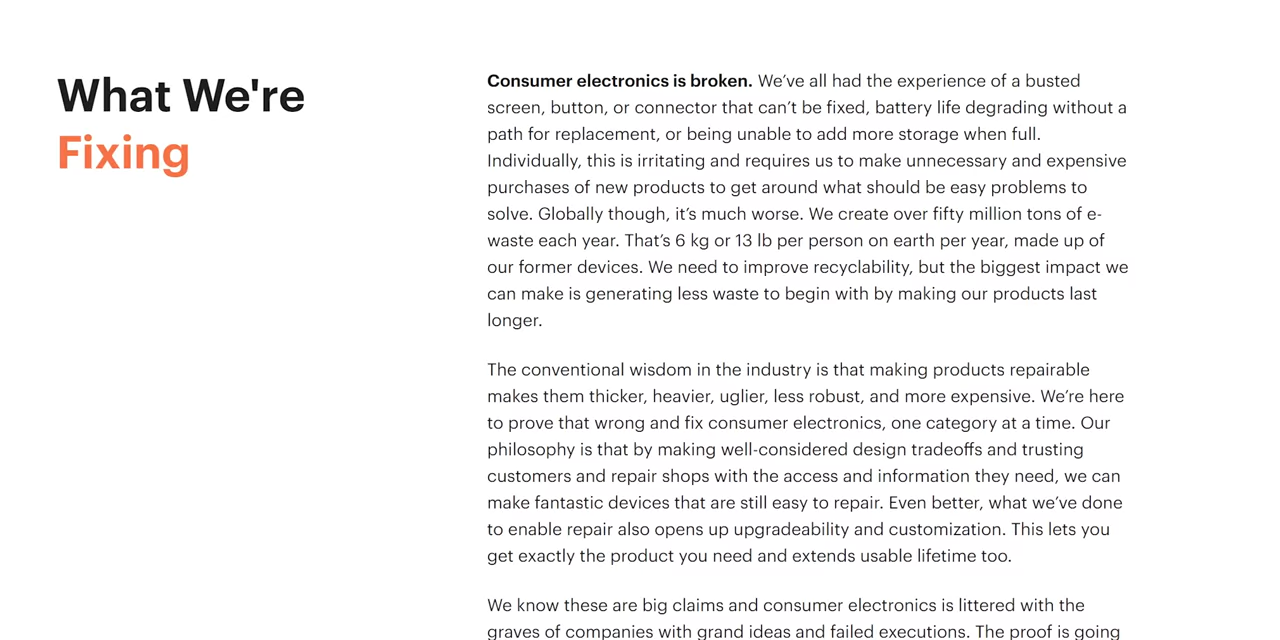 What We're
Fixing
Consumer electronics is broken. We’ve all had the experience of a busted
screen, button, or connector that can’t be fixed, battery life degrading without a
path for replacement, or being unable to add more storage when full.
Individually, this is irritating and requires us to make unnecessary and expensive
purchases of new products to get around what should be easy problems to
solve. Globally though, it’s much worse. We create over fifty million tons of e-
waste each year. That’s 6 kg or 13 lb per person on earth per year, made up of
our former devices. We need to improve recyclability, but the biggest impact we
can make is generating less waste to begin with by making our products last
longer.
The conventional wisdom in the industry is that making products repairable
makes them thicker, heavier, uglier, less robust, and more expensive. We’re here
to prove that wrong and fix consumer electronics, one category at a time. Our
philosophy is that by making well-considered design tradeoffs and trusting
customers and repair shops with the access and information they need, we can
make fantastic devices that are still easy to repair. Even better, what we’ve done
to enable repair also opens up upgradeability and customization. This lets you
get exactly the product you need and extends usable lifetime too.
We know these are big claims and consumer electronics is littered with the
graves of companies with grand ideas and failed executions. The proof is going